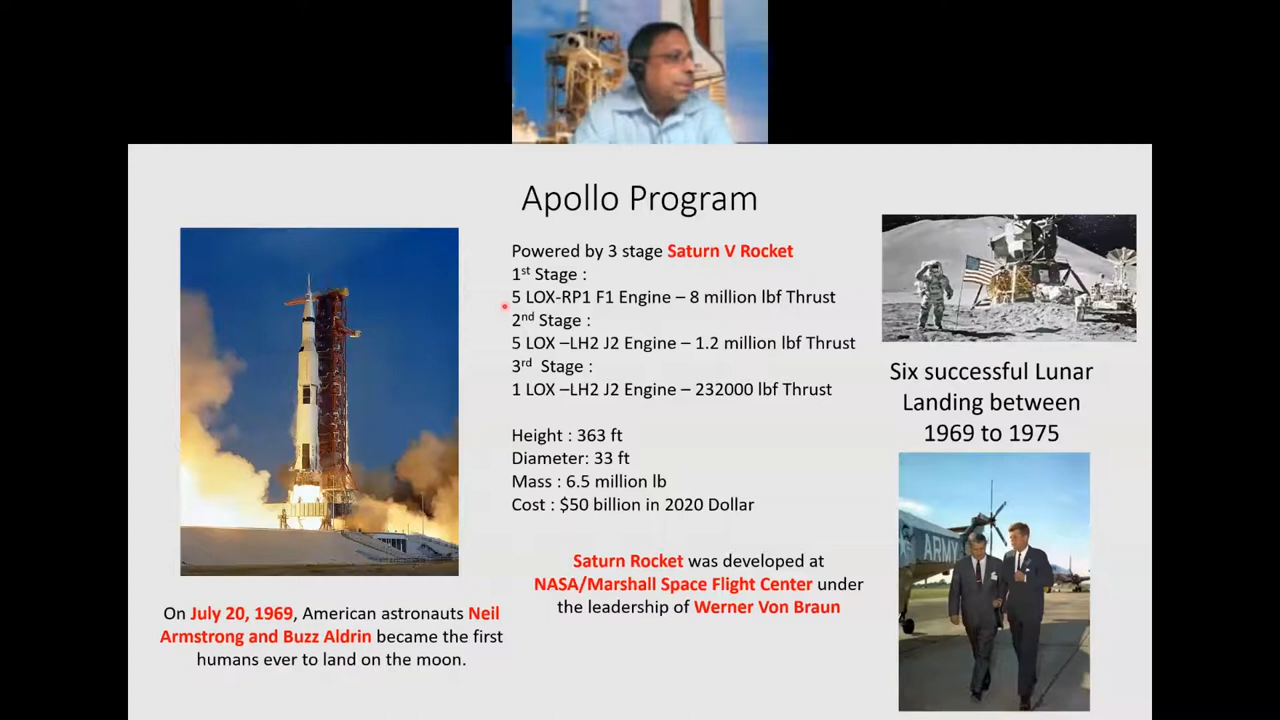 Apollo Program
Powered by 3 stage Saturn V Rocket
1st Stage :
5 LOX-RP1 F1 Engine – 8 million lbf Thrust
2nd Stage :
5 LOX –LH2 J2 Engine – 1.2 million lbf Thrust
3rd Stage :
1 LOX –LH2 J2 Engine – 232000 lbf Thrust
Height : 363 ft
Diameter: 33 ft
Mass : 6.5 million lb
Cost : $50 billion in 2020 Dollar
Saturn Rocket was developed at
NASA/Marshall Space Flight Center under
the leadership of Werner Von Braun
On July 20, 1969, American astronauts Neil
Armstrong and Buzz Aldrin became the first
humans ever to land on the moon.
Six successful Lunar
Landing between
1969 to 1975
ARMY